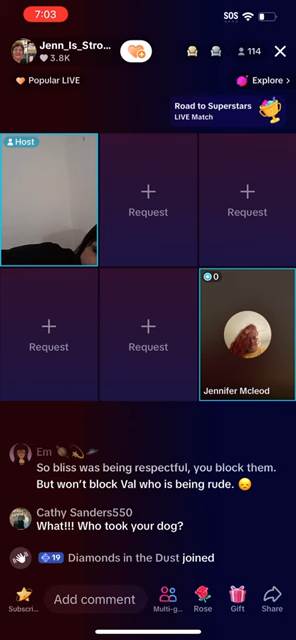 7:03
SOS
Jenn_Is_Stro...
3.8K
114
Popular LIVE
Explore >
Road to Superstars
LIVE Match
Host
Request
Request
Request
Request
0
Jennifer Mcleod
Em
So bliss was being respectful, you block them.
But won't block Val who is being rude. 😞
Cathy Sanders550
What!!! Who took your dog?
19 Diamonds in the Dust joined
Subscri...
Add comment
Multi-g...
Rose
Gift
Share